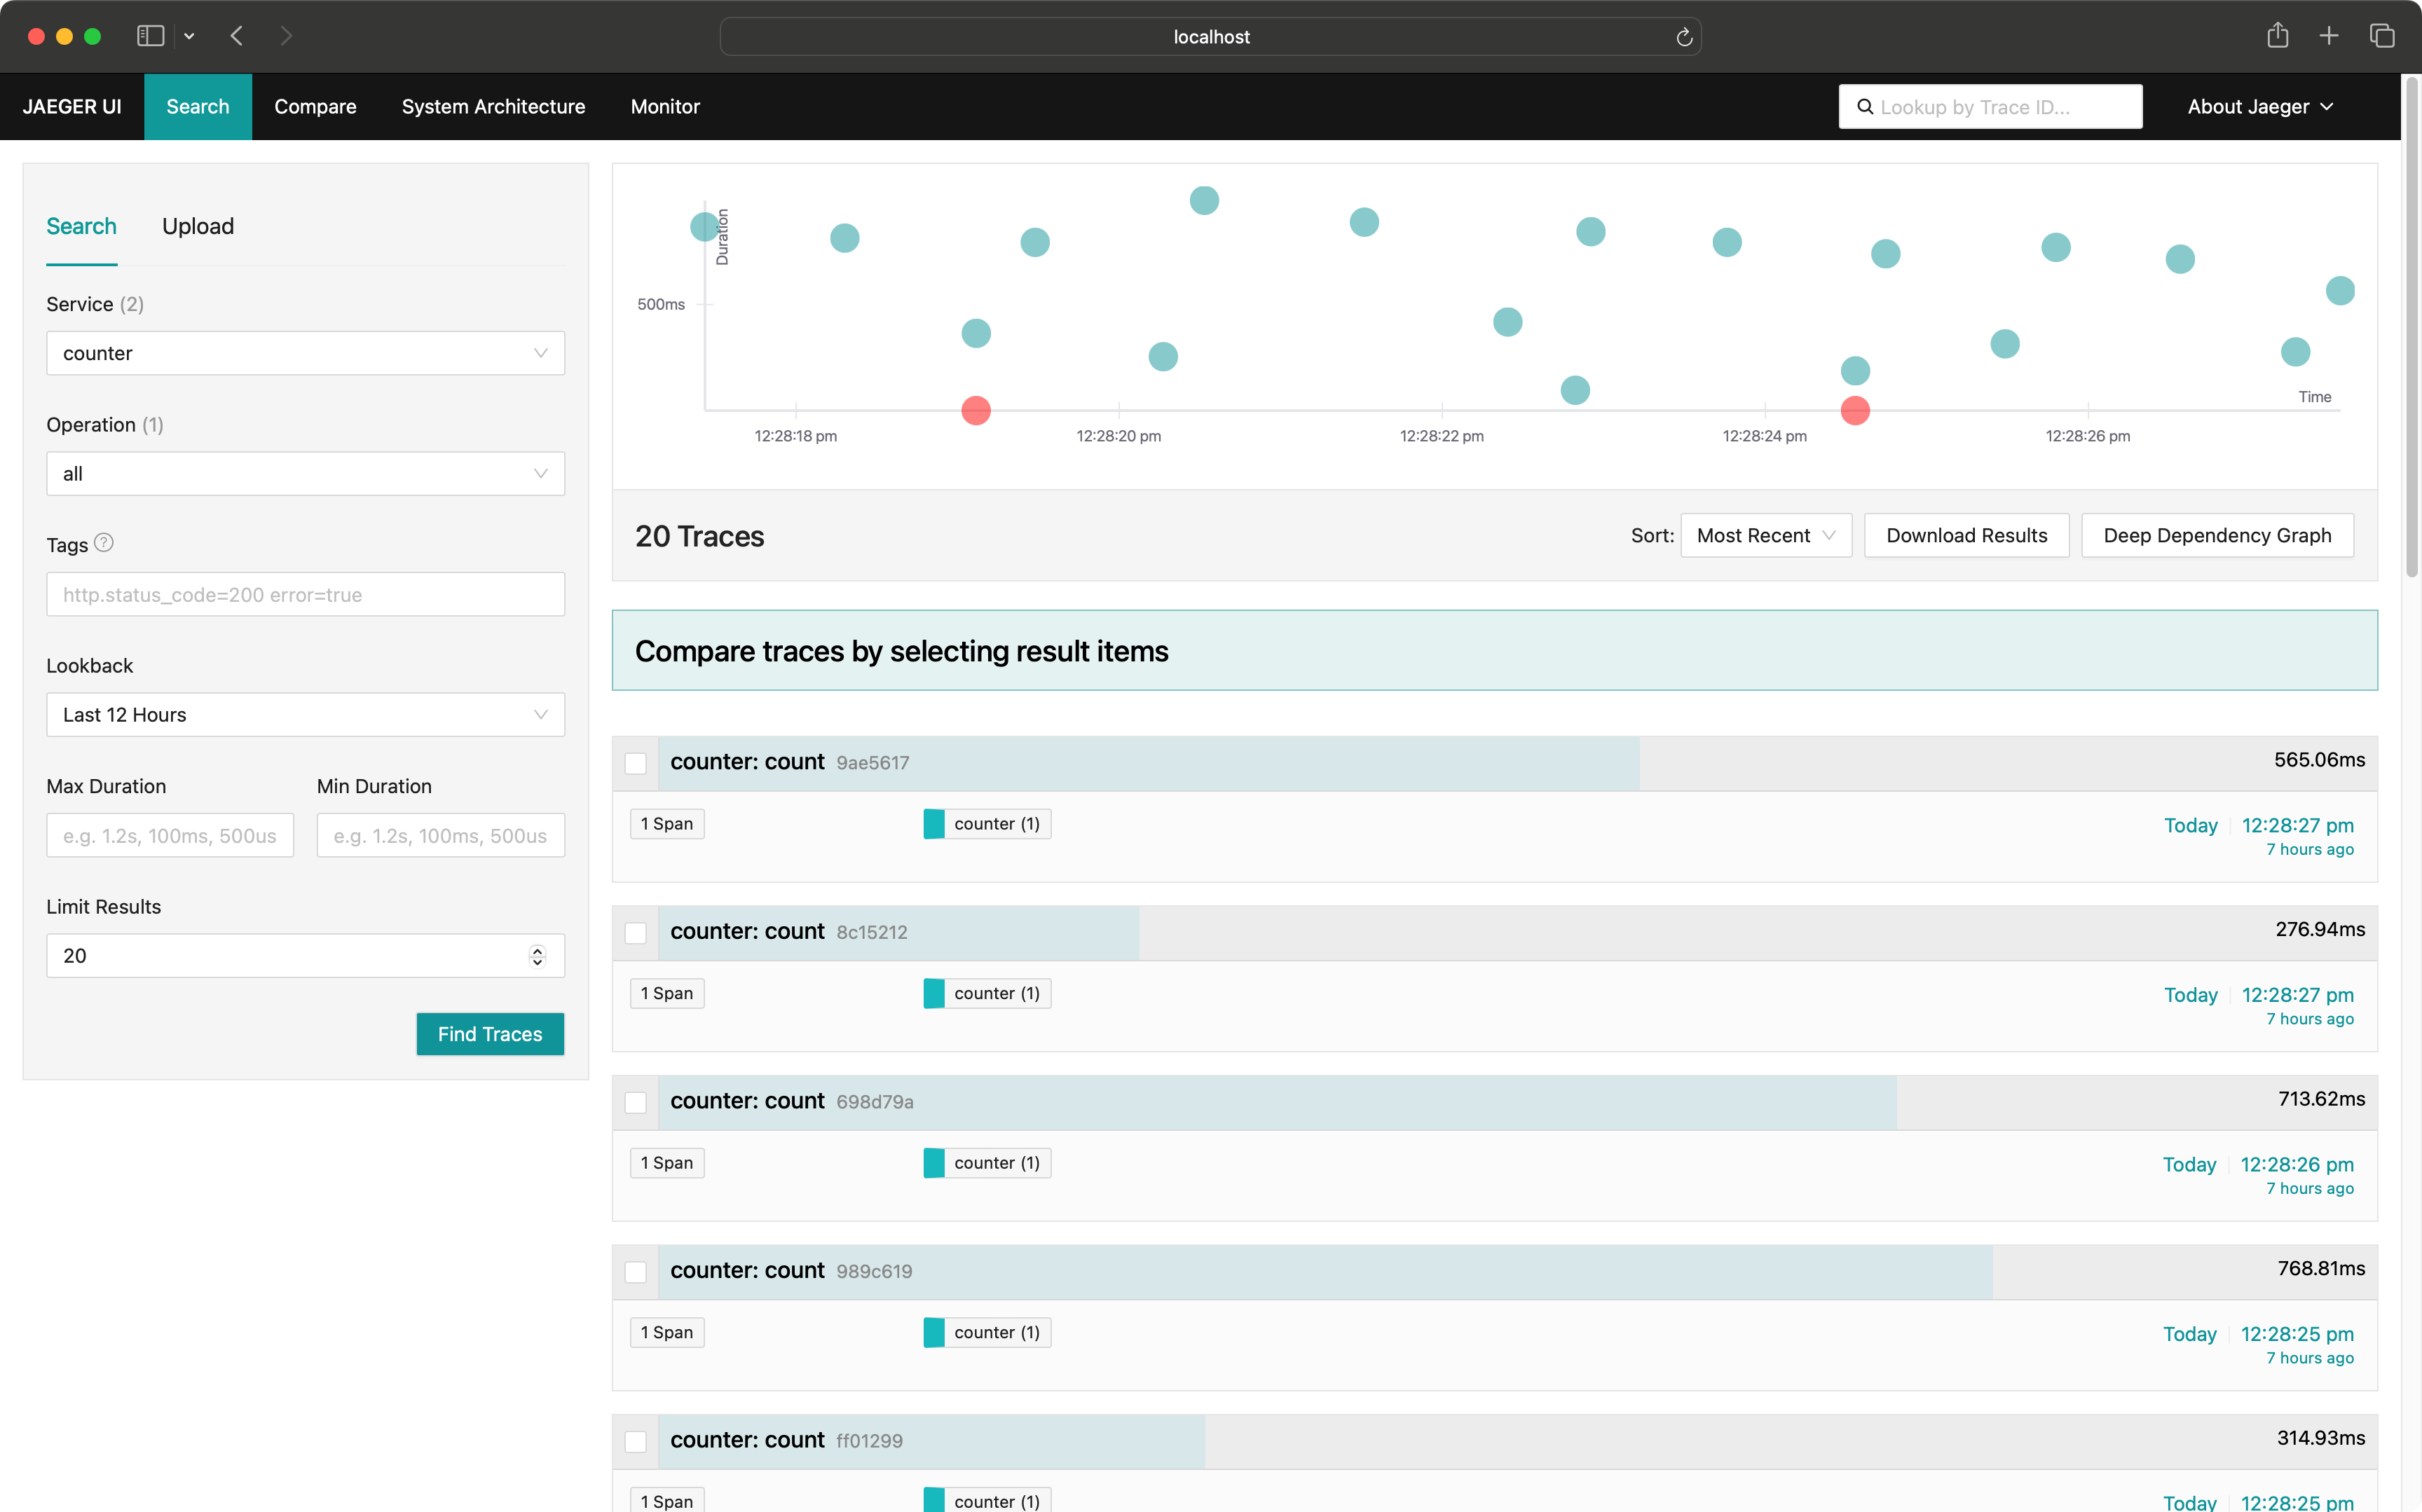 localhost
JAEGER UI Search Compare System Architecture Monitor Lookup by Trace ID... About Jaeger
Search Upload
Service (2)
counter
Operation (1)
all
Tags ?
http.status_code=200 error=true
Lookback
Last 12 Hours
Max Duration Min Duration
e.g. 1.2s, 100ms, 500us e.g. 1.2s, 100ms, 500us
Limit Results
20
Find Traces
Duration
500ms
Time
12:28:18 pm 12:28:20 pm 12:28:22 pm 12:28:24 pm 12:28:26 pm
20 Traces Sort: Most Recent Download Results Deep Dependency Graph
Compare traces by selecting result items
counter: count 9ae5617 565.06ms
1 Span counter (1) Today 12:28:27 pm
7 hours ago
counter: count 8c15212 276.94ms
1 Span counter (1) Today 12:28:27 pm
7 hours ago
counter: count 698d79a 713.62ms
1 Span counter (1) Today 12:28:26 pm
7 hours ago
counter: count 989c619 768.81ms
1 Span counter (1) Today 12:28:25 pm
7 hours ago
counter: count ff01299 314.93ms
1 Span counter (1) Today 12:28:25 pm